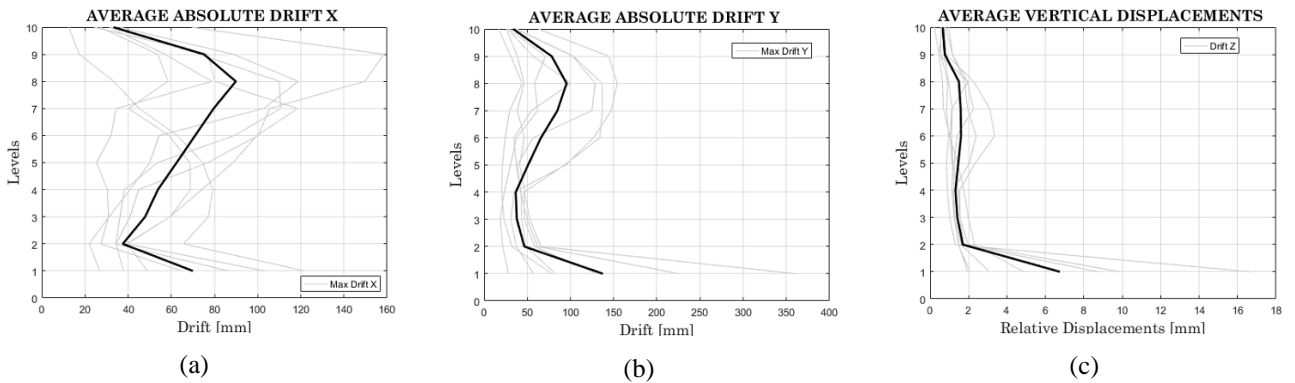 AVERAGE ABSOLUTE DRIFT X
10
9
8
7
6
5
4
3
2
1
0
Levels
Max Drift X
0 20 40 60 80 100 120 140 160
Drift [mm]
(a)
AVERAGE ABSOLUTE DRIFT Y
10
9
8
7
6
5
4
3
2
1
0
Levels
Max Drift Y
0 50 100 150 200 250 300 350 400
Drift [mm]
(b)
AVERAGE VERTICAL DISPLACEMENTS
10
9
8
7
6
5
4
3
2
1
0
Levels
Drift Z
0 2 4 6 8 10 12 14 16 18
Relative Displacements [mm]
(c)